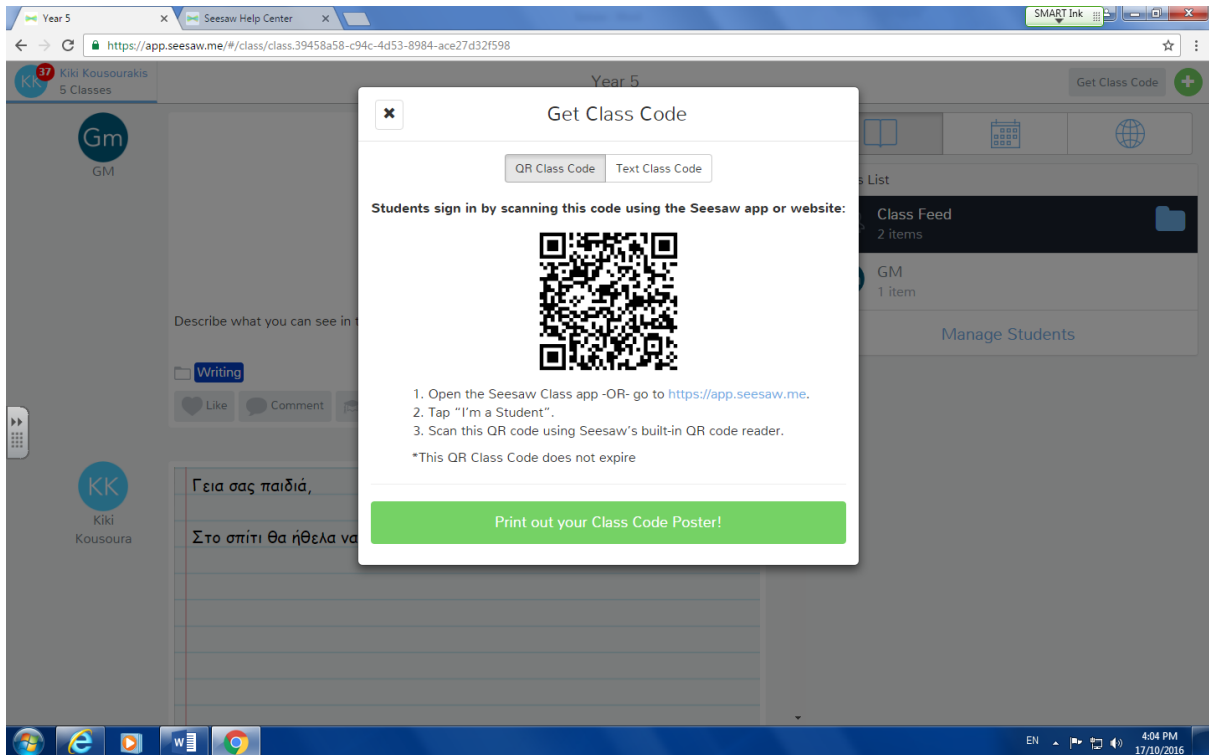 Year 5
Seesaw Help Center
SMART Ink
https://app.seesaw.me/#/class/class.39458a58-c94c-4d53-8984-ace27d32f598
KK
37
Kiki Kousourakis
5 Classes
Year 5
Get Class Code
Gm
GM
Get Class Code
QR Class Code
Text Class Code
Students sign in by scanning this code using the Seesaw app or website:
1. Open the Seesaw Class app -OR- go to https://app.seesaw.me.
2. Tap "I'm a Student".
3. Scan this QR code using Seesaw's built-in QR code reader.
*This QR Class Code does not expire
Print out your Class Code Poster!
List
Class Feed
2 items
GM
1 item
Manage Students
Describe what you can see in
Writing
Like
Comment
KK
Kiki
Kousoura
Γεια σας παιδιά,
Στο σπίτι θα ήθελα να
EN
4:04 PM
17/10/2016